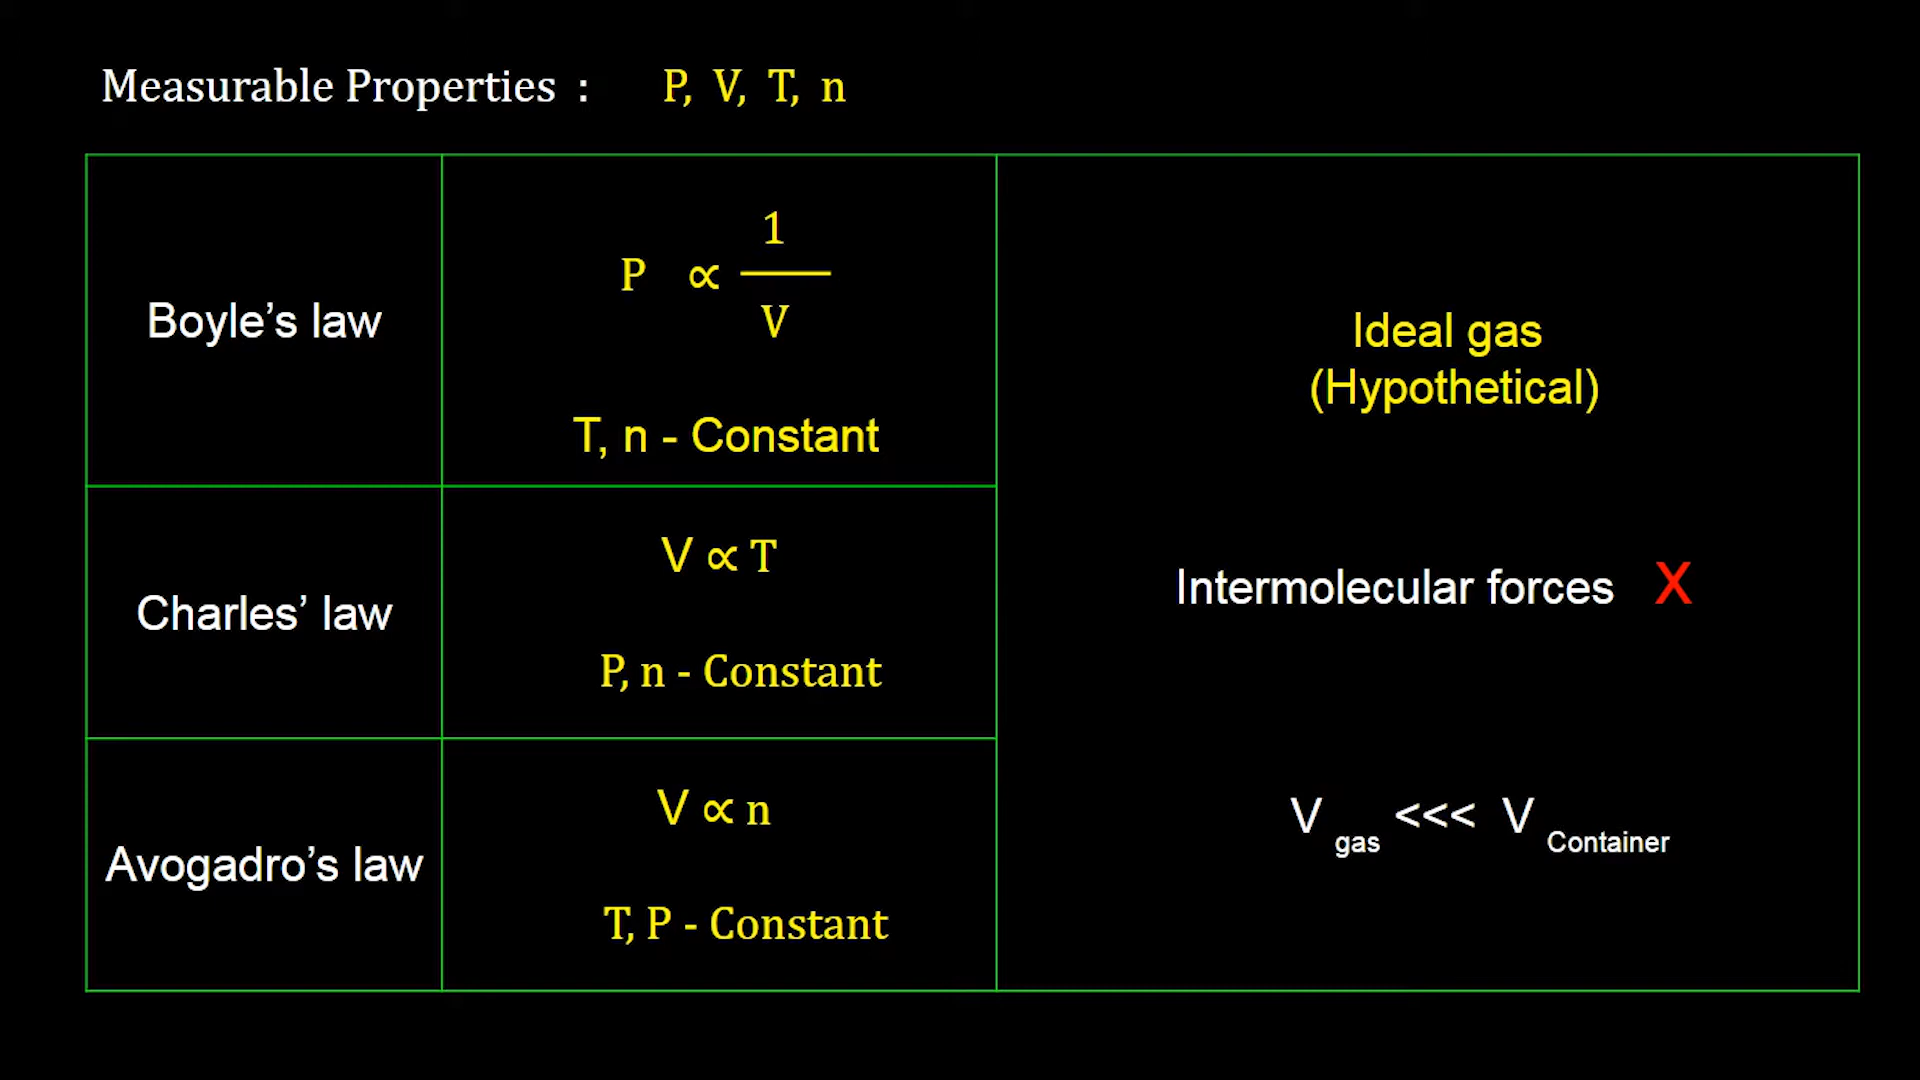 Measurable Properties : P, V, T, n
Boyle’s law
P ∝ 1
V
T, n - Constant
Charles’ law
V ∝ T
P, n - Constant
Avogadro’s law
V ∝ n
T, P - Constant
Ideal gas
(Hypothetical)
Intermolecular forces X
V gas <<< V Container